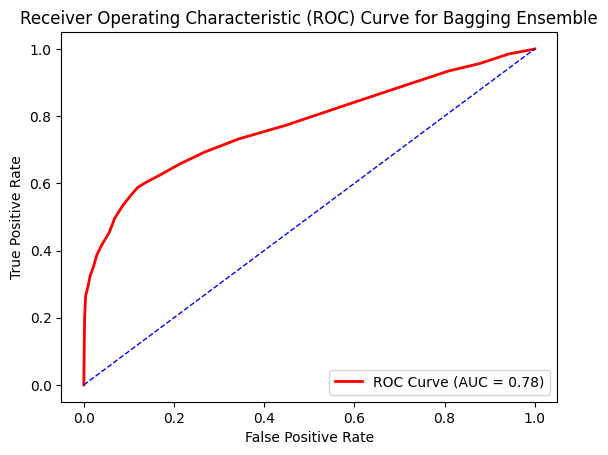 Receiver Operating Characteristic (ROC) Curve for Bagging Ensemble
1.0
0.8
0.6
0.4
0.2
0.0
True Positive Rate
ROC Curve (AUC = 0.78)
0.0 0.2 0.4 0.6 0.8 1.0
False Positive Rate